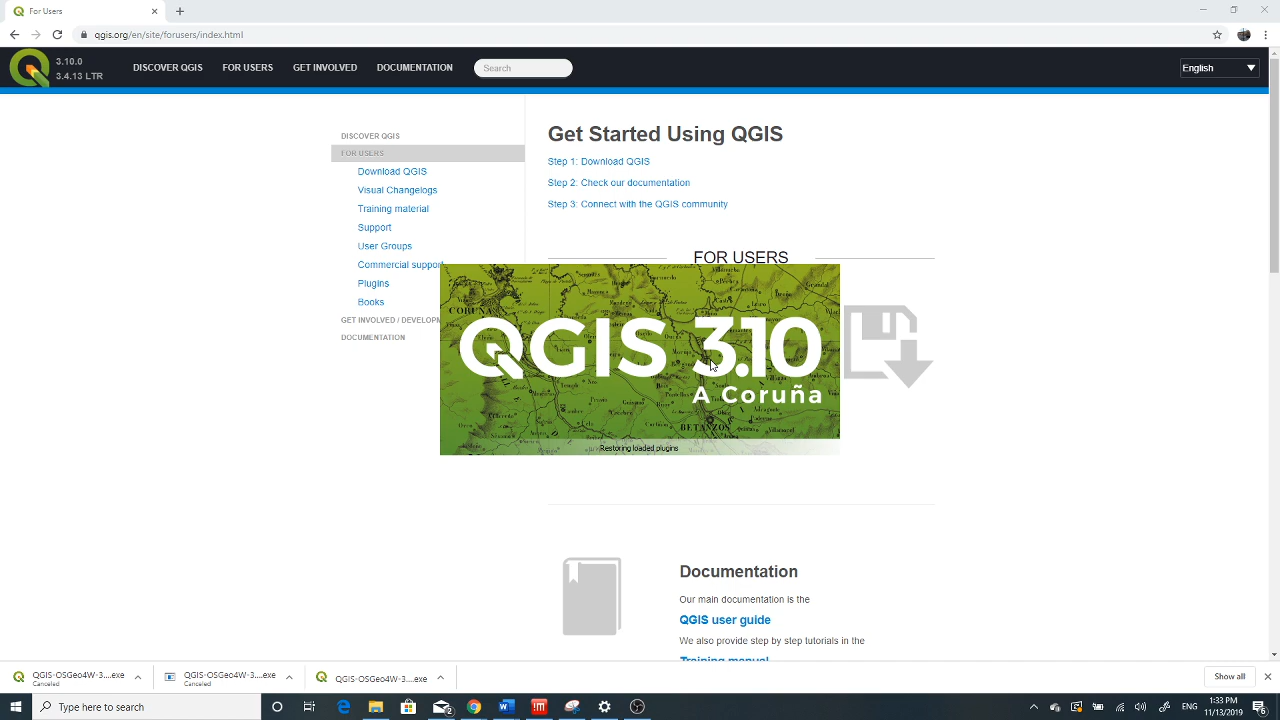 For Users
qgis.org/en/site/forusers/index.html
3.10.0
3.4.13 LTR
DISCOVER QGIS
FOR USERS
GET INVOLVED
DOCUMENTATION
Search
English
DISCOVER QGIS
FOR USERS
Download QGIS
Visual Changelogs
Training material
Support
User Groups
Commercial support
Plugins
Books
GET INVOLVED / DEVELOPM
DOCUMENTATION
Get Started Using QGIS
Step 1: Download QGIS
Step 2: Check our documentation
Step 3: Connect with the QGIS community
FOR USERS
CORUÑA
QGIS 3.10
A Coruña
BETANZOS
Restoring loaded plugins
Documentation
Our main documentation is the
QGIS user guide
We also provide step by step tutorials in the
Training manual
QGIS-OSGeo4W-3....exe
Canceled
QGIS-OSGeo4W-3....exe
Canceled
QGIS-OSGeo4W-3....exe
Show all
Type here to search
ENG
1:33 PM
11/13/2019